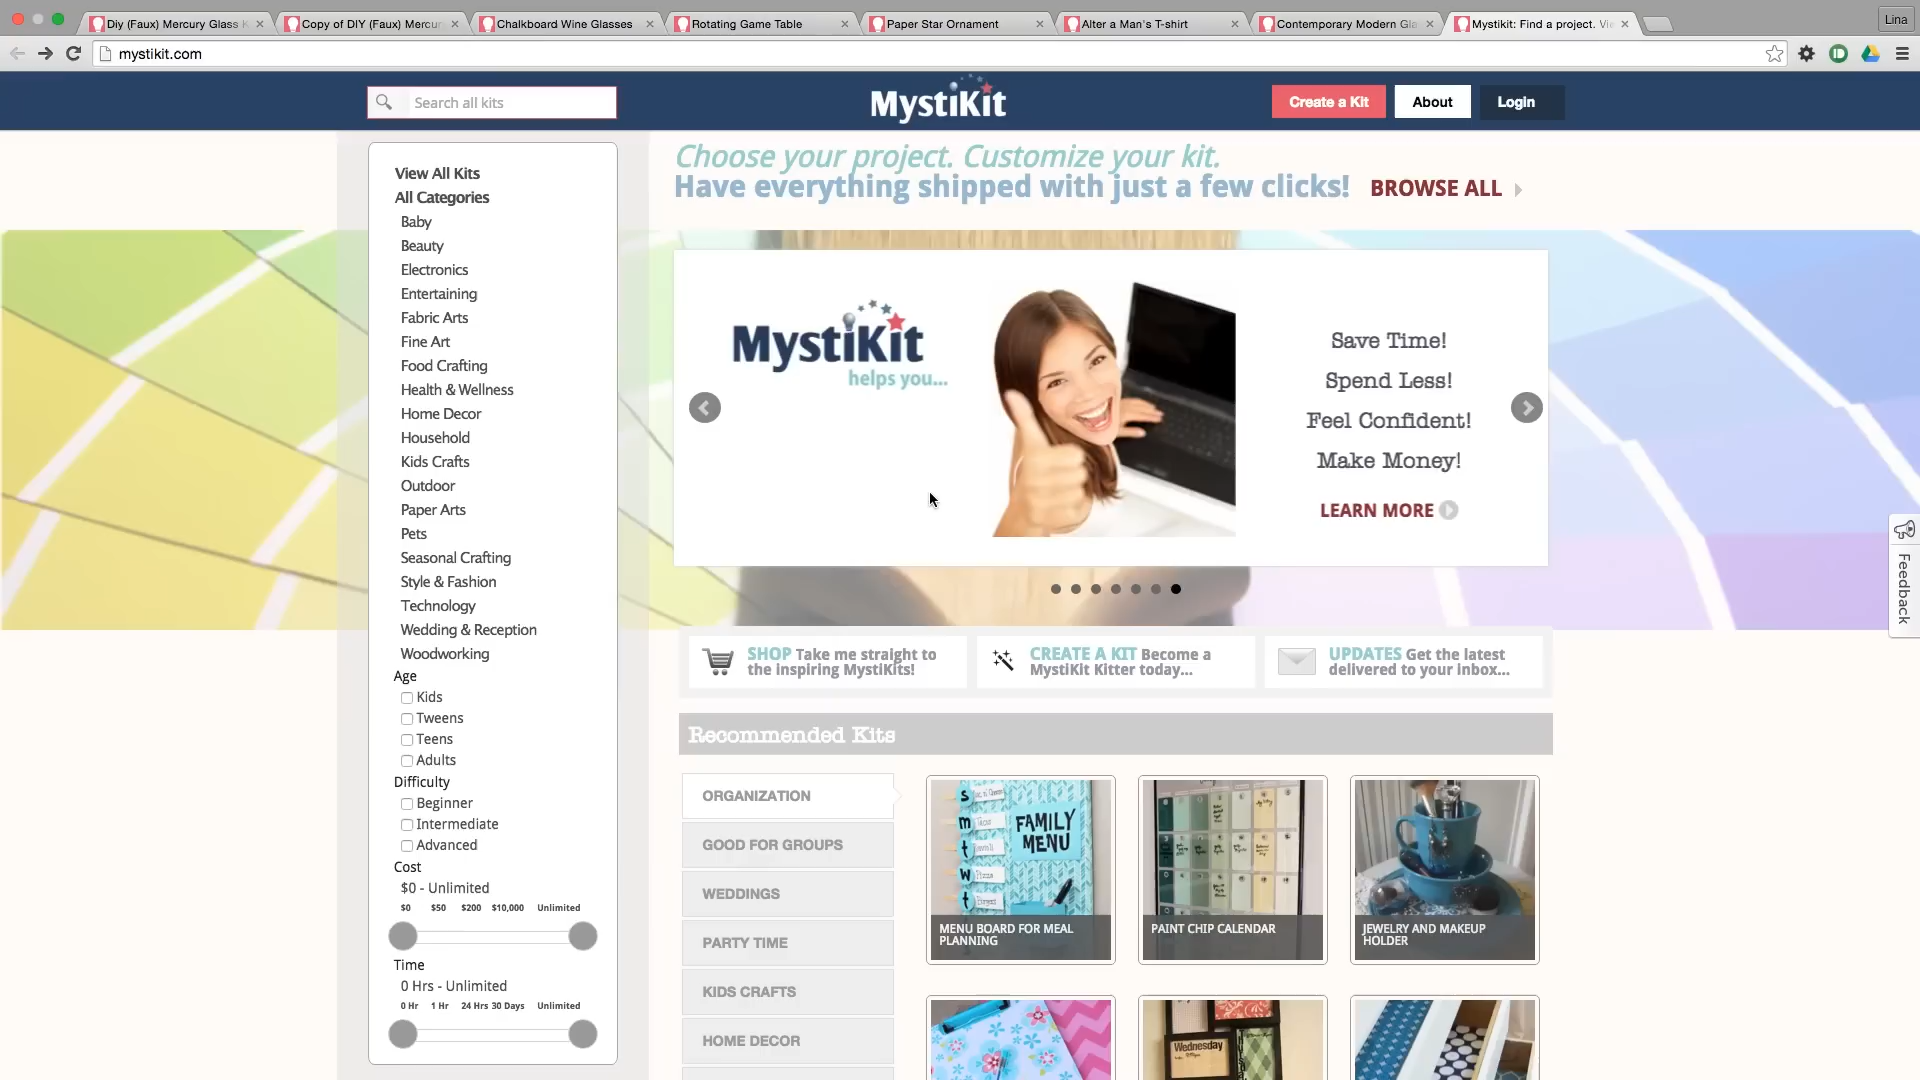 Diy (Faux) Mercury Glass K
Copy of DIY (Faux) Mercur
Chalkboard Wine Glasses
Rotating Game Table
Paper Star Ornament
Alter a Man's T-shirt
Contemporary Modern Gla
Mystikit: Find a project. Vie
Lina
mystikit.com
Search all kits
MystiKit
Create a Kit
About
Login
Choose your project. Customize your kit.
Have everything shipped with just a few clicks!
BROWSE ALL
View All Kits
All Categories
Baby
Beauty
Electronics
Entertaining
Fabric Arts
Fine Art
Food Crafting
Health & Wellness
Home Decor
Household
Kids Crafts
Outdoor
Paper Arts
Pets
Seasonal Crafting
Style & Fashion
Technology
Wedding & Reception
Woodworking
Age
Kids
Tweens
Teens
Adults
Difficulty
Beginner
Intermediate
Advanced
Cost
$0 - Unlimited
$0 $50 $200 $10,000 Unlimited
Time
0 Hrs - Unlimited
0 Hr 1 Hr 24 Hrs 30 Days Unlimited
MystiKit
helps you...
Save Time!
Spend Less!
Feel Confident!
Make Money!
LEARN MORE
Feedback
SHOP Take me straight to
the inspiring MystiKits!
CREATE A KIT Become a
MystiKit Kitter today...
UPDATES Get the latest
delivered to your inbox...
Recommended Kits
ORGANIZATION
GOOD FOR GROUPS
WEDDINGS
PARTY TIME
KIDS CRAFTS
HOME DECOR
s
m
t
w
t
FAMILY
MENU
MENU BOARD FOR MEAL
PLANNING
PAINT CHIP CALENDAR
JEWELRY AND MAKEUP
HOLDER
Wednesday